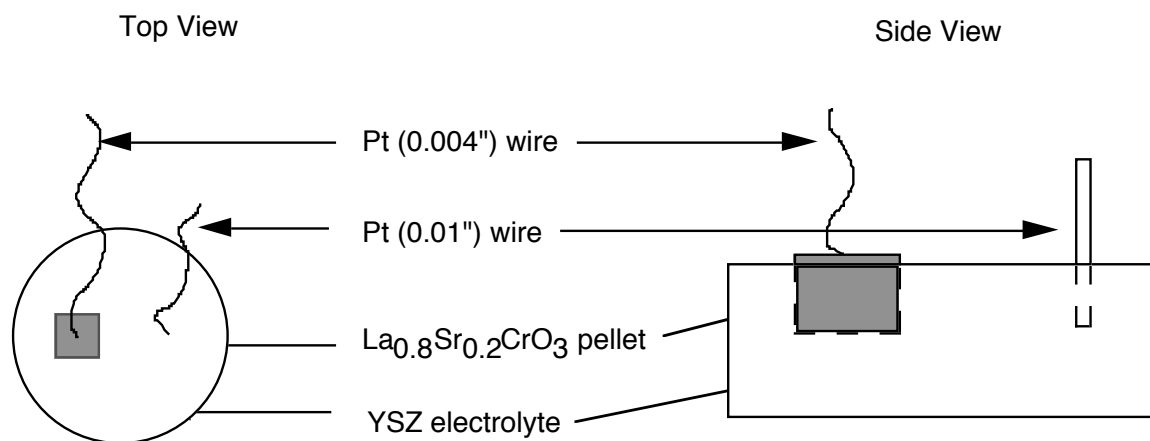 Top View
Side View
Pt (0.004") wire
Pt (0.01") wire
La0.8Sr0.2CrO3 pellet
YSZ electrolyte